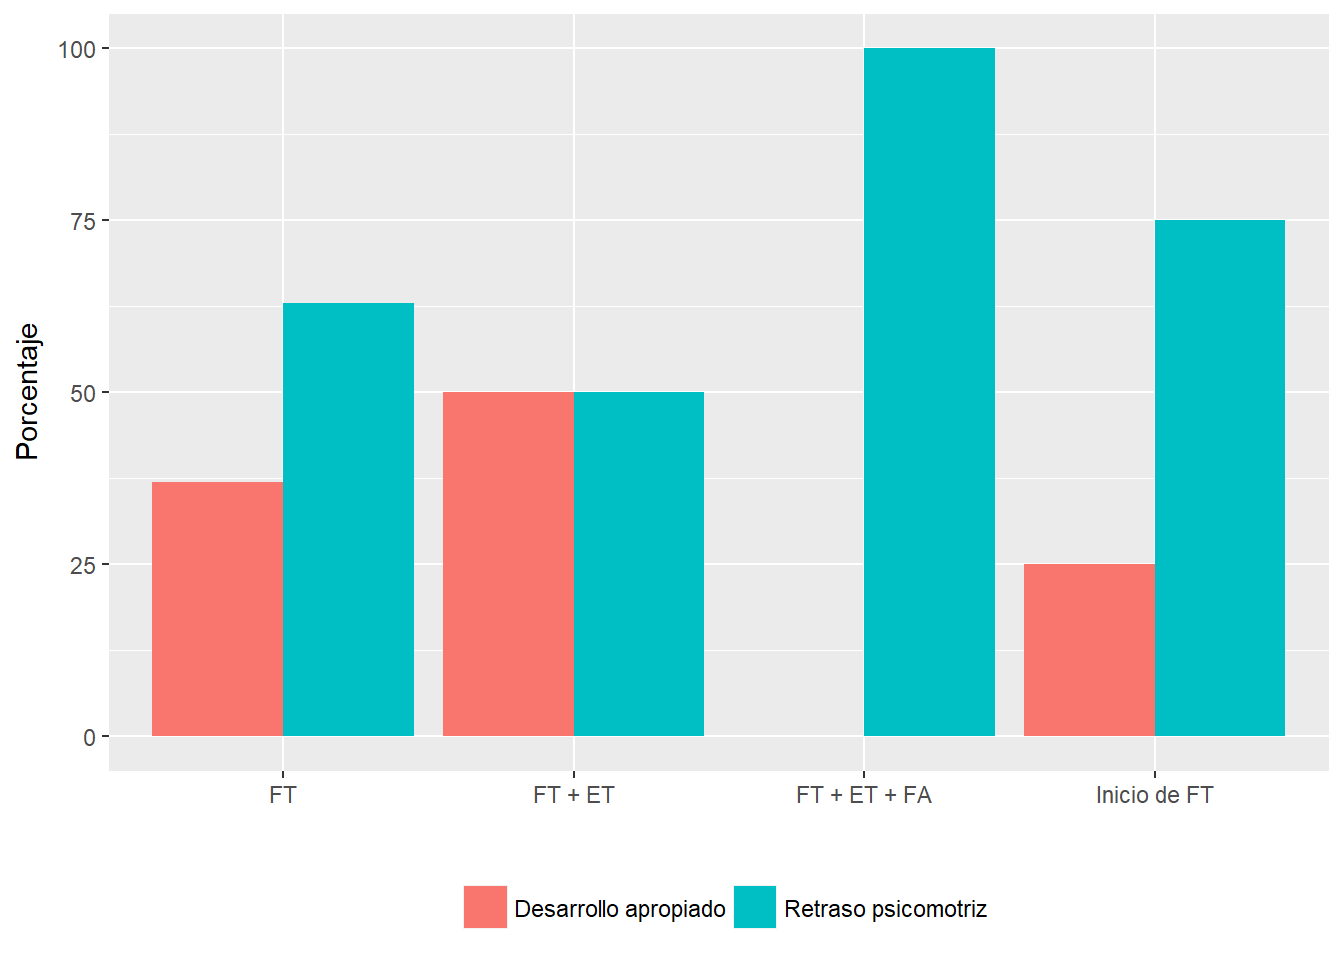 Porcentaje
100
75
50
25
0
FT
FT + ET
FT + ET + FA
Inicio de FT
Desarrollo apropiado
Retraso psicomotriz